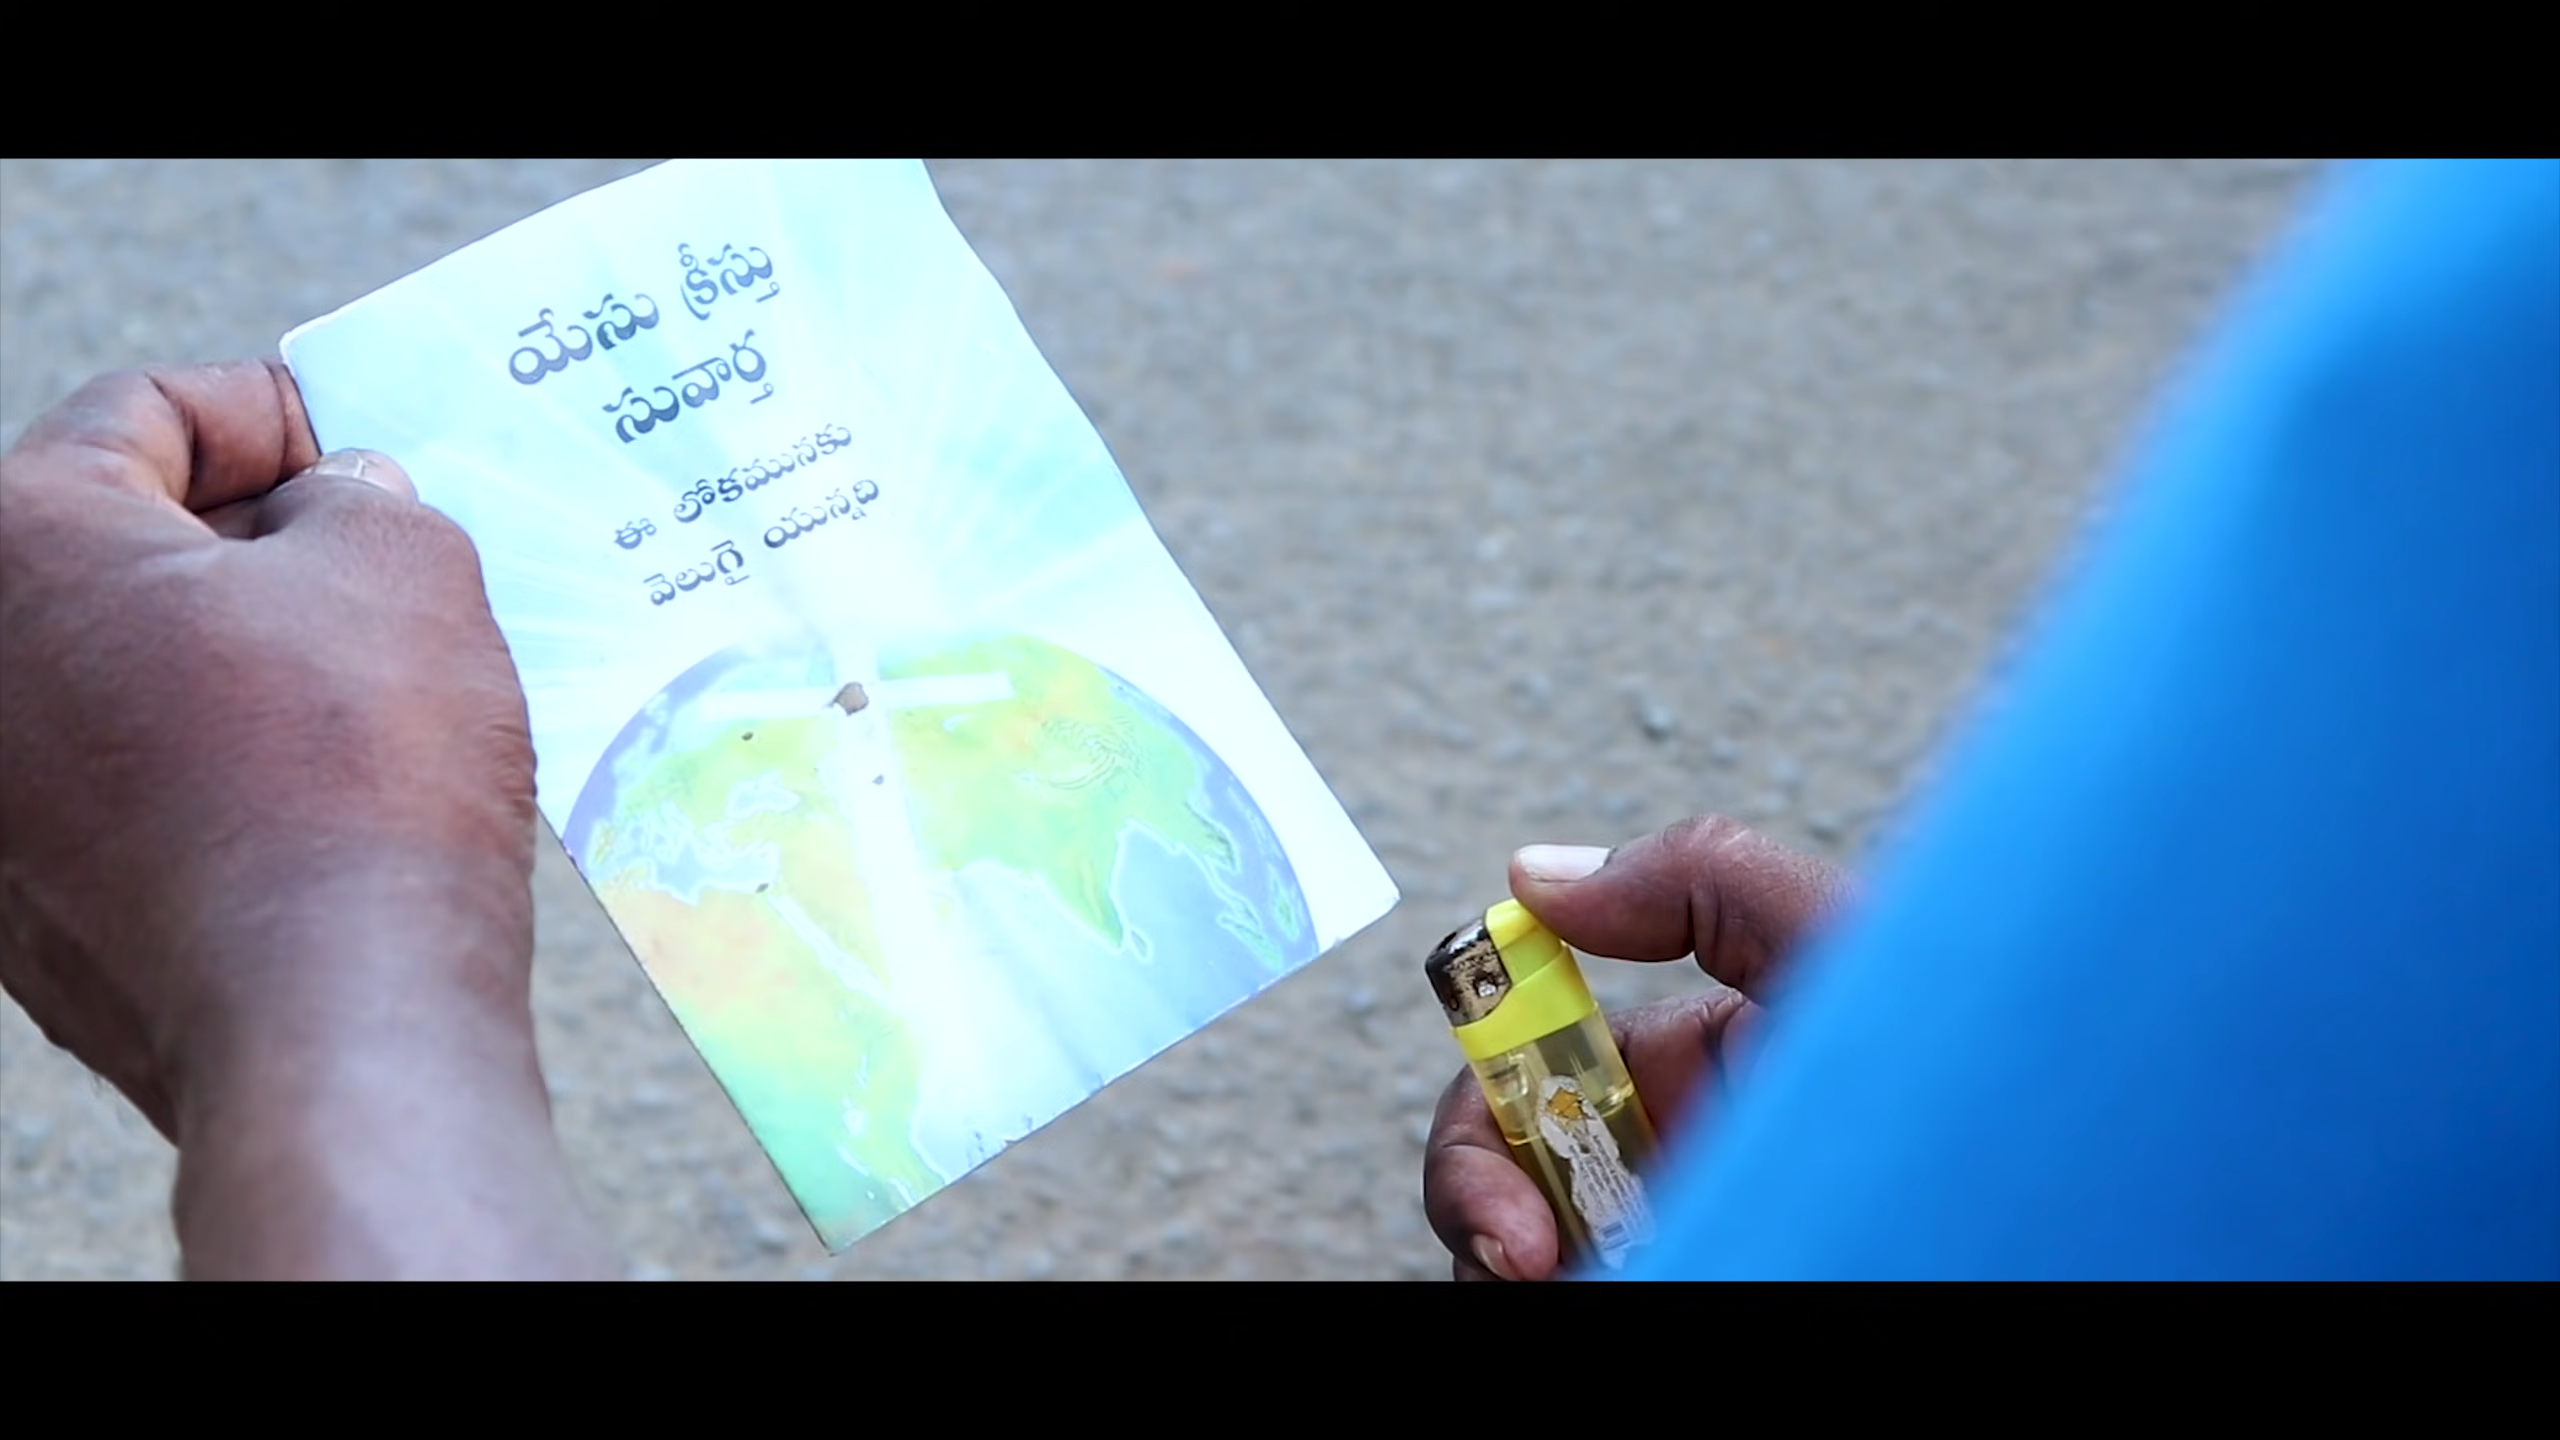 యేసు క్రీస్తు
సువార్త
ఈ లోకమునకు
వెలుగై యున్నది